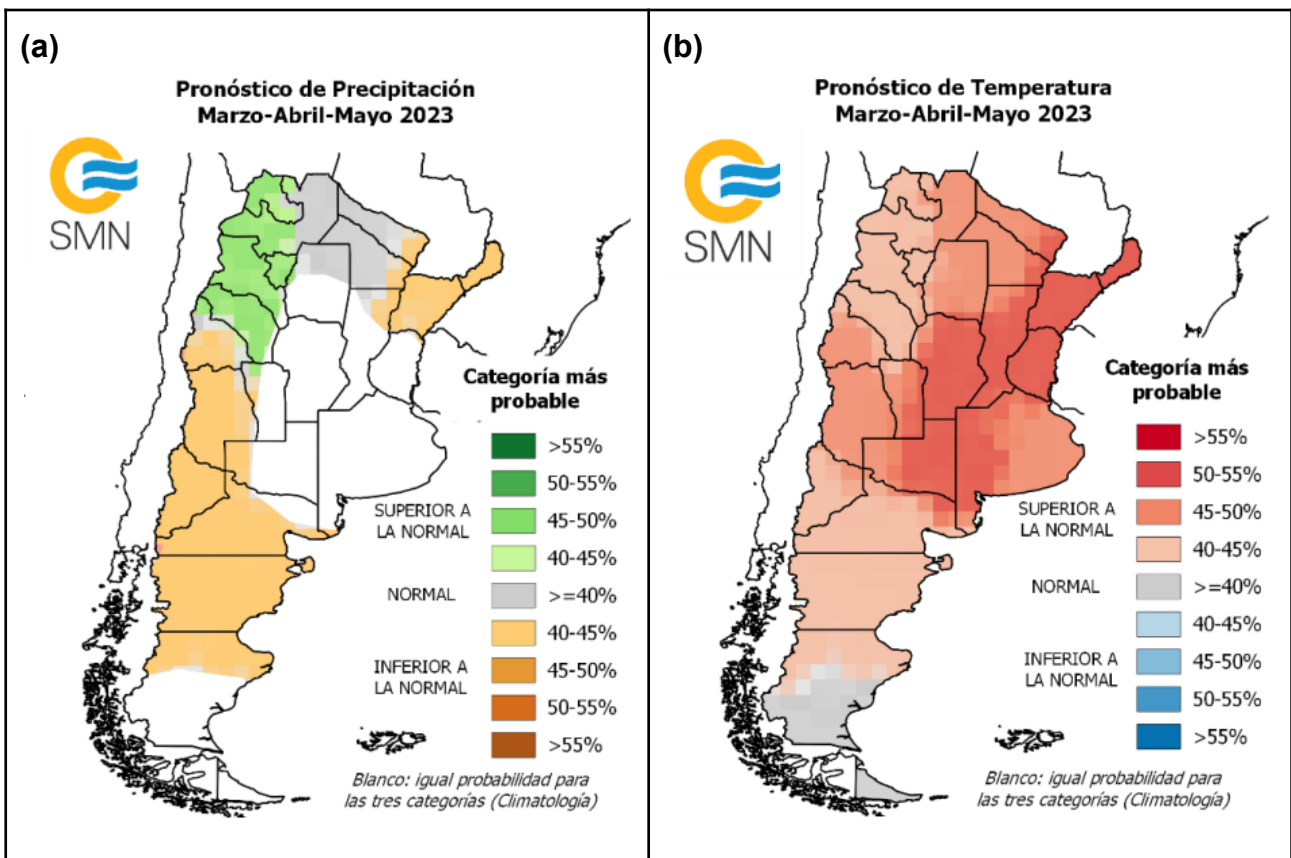 (a)
Pronóstico de Precipitación
Marzo-Abril-Mayo 2023
SMN
Categoría más
probable
>55%
50-55%
SUPERIOR A
LA NORMAL
45-50%
40-45%
NORMAL
>=40%
40-45%
INFERIOR A
LA NORMAL
45-50%
50-55%
>55%
Blanco: igual probabilidad para
las tres categorías (Climatología)
(b)
Pronóstico de Temperatura
Marzo-Abril-Mayo 2023
SMN
Categoría más
probable
>55%
50-55%
SUPERIOR A
LA NORMAL
45-50%
40-45%
NORMAL
>=40%
40-45%
INFERIOR A
LA NORMAL
45-50%
50-55%
>55%
Blanco: igual probabilidad para
las tres categorías (Climatología)